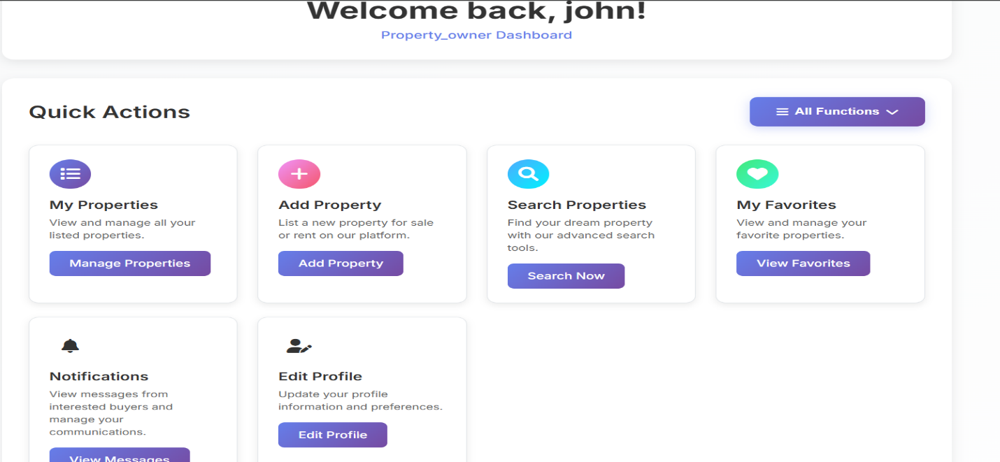 Welcome back, john!
Property_owner Dashboard
Quick Actions
All Functions
My Properties
View and manage all your
listed properties.
Manage Properties
Add Property
List a new property for sale
or rent on our platform.
Add Property
Search Properties
Find your dream property
with our advanced search
tools.
Search Now
My Favorites
View and manage your
favorite properties.
View Favorites
Notifications
View messages from
interested buyers and
manage your
communications.
View Messages
Edit Profile
Update your profile
information and preferences.
Edit Profile